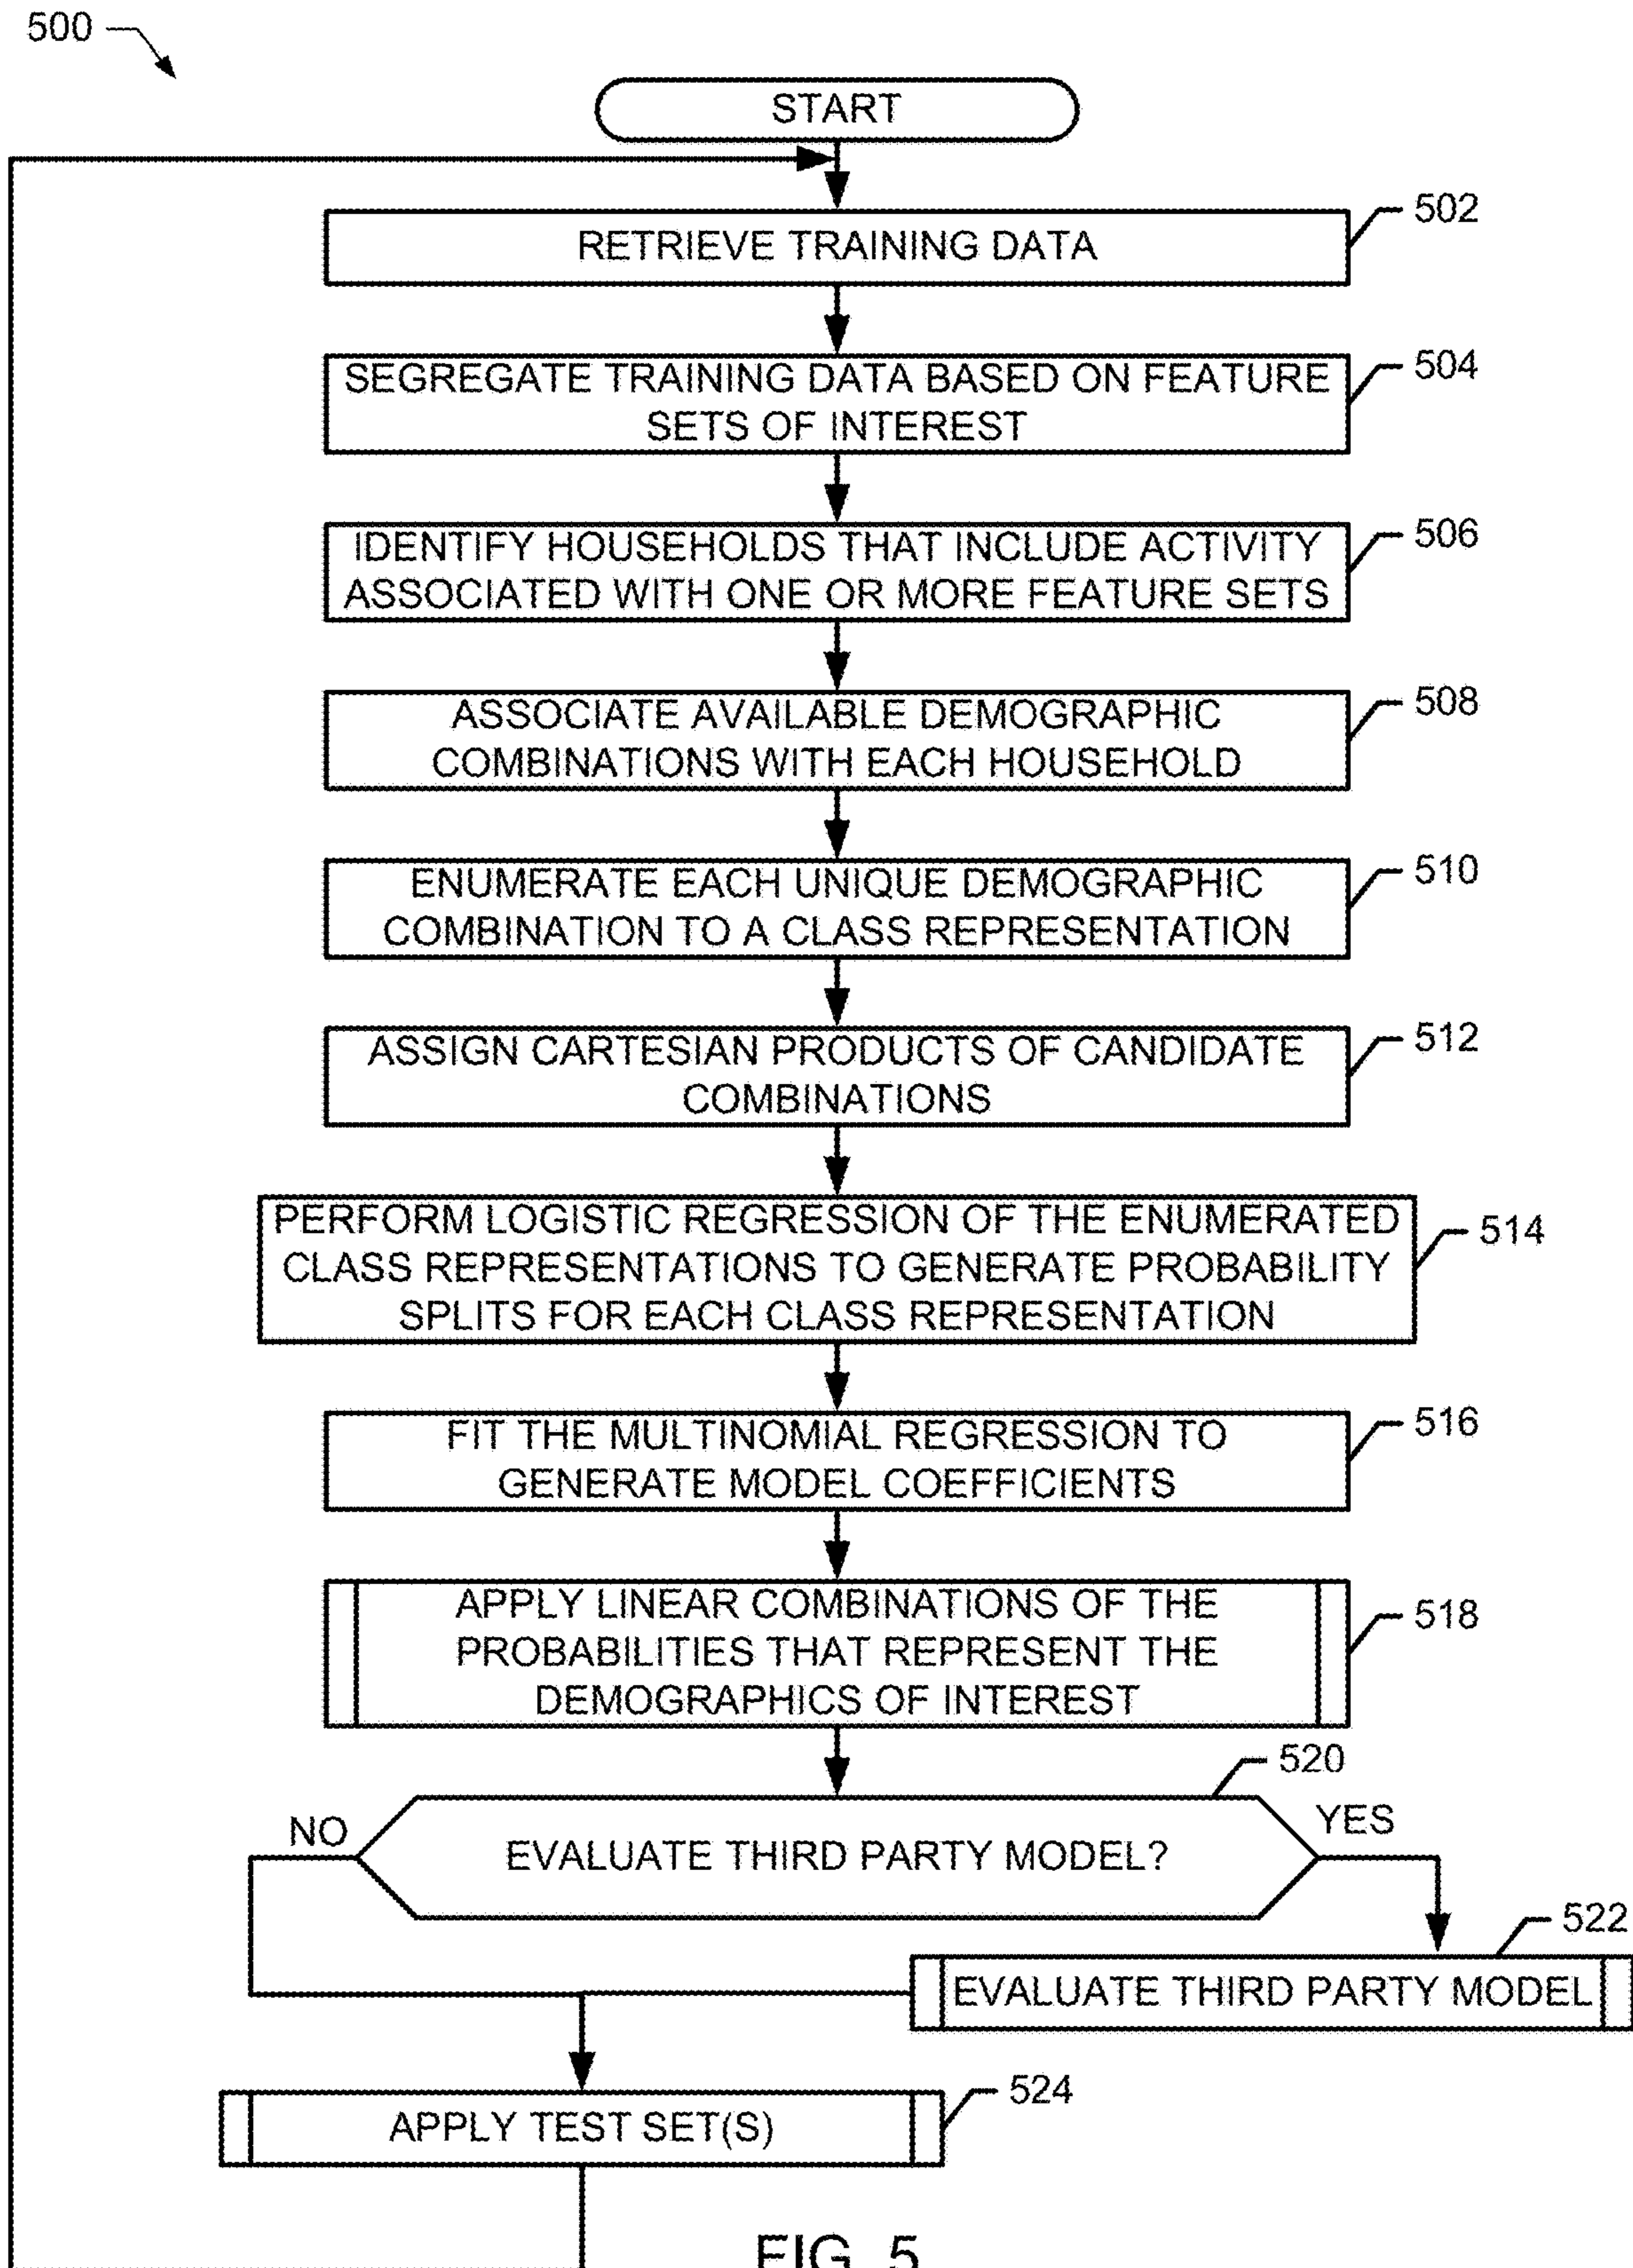 500
START
RETRIEVE TRAINING DATA
502
SEGREGATE TRAINING DATA BASED ON FEATURE
SETS OF INTEREST
504
IDENTIFY HOUSEHOLDS THAT INCLUDE ACTIVITY
ASSOCIATED WITH ONE OR MORE FEATURE SETS
506
ASSOCIATE AVAILABLE DEMOGRAPHIC
COMBINATIONS WITH EACH HOUSEHOLD
508
ENUMERATE EACH UNIQUE DEMOGRAPHIC
COMBINATION TO A CLASS REPRESENTATION
510
ASSIGN CARTESIAN PRODUCTS OF CANDIDATE
COMBINATIONS
512
PERFORM LOGISTIC REGRESSION OF THE ENUMERATED
CLASS REPRESENTATIONS TO GENERATE PROBABILITY
SPLITS FOR EACH CLASS REPRESENTATION
514
FIT THE MULTINOMIAL REGRESSION TO
GENERATE MODEL COEFFICIENTS
516
APPLY LINEAR COMBINATIONS OF THE
PROBABILITIES THAT REPRESENT THE
DEMOGRAPHICS OF INTEREST
518
520
NO
EVALUATE THIRD PARTY MODEL?
YES
522
EVALUATE THIRD PARTY MODEL
524
APPLY TEST SET(S)
FIG. 5